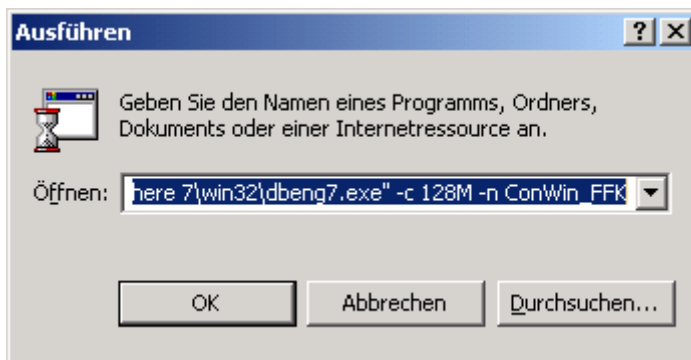 Ausführen
Geben Sie den Namen eines Programms, Ordners,
Dokuments oder einer Internetressource an.
Öffnen: here 7\win32\dbeng7.exe" -c 128M -n ConWin_FFK
OK Abbrechen Durchsuchen...